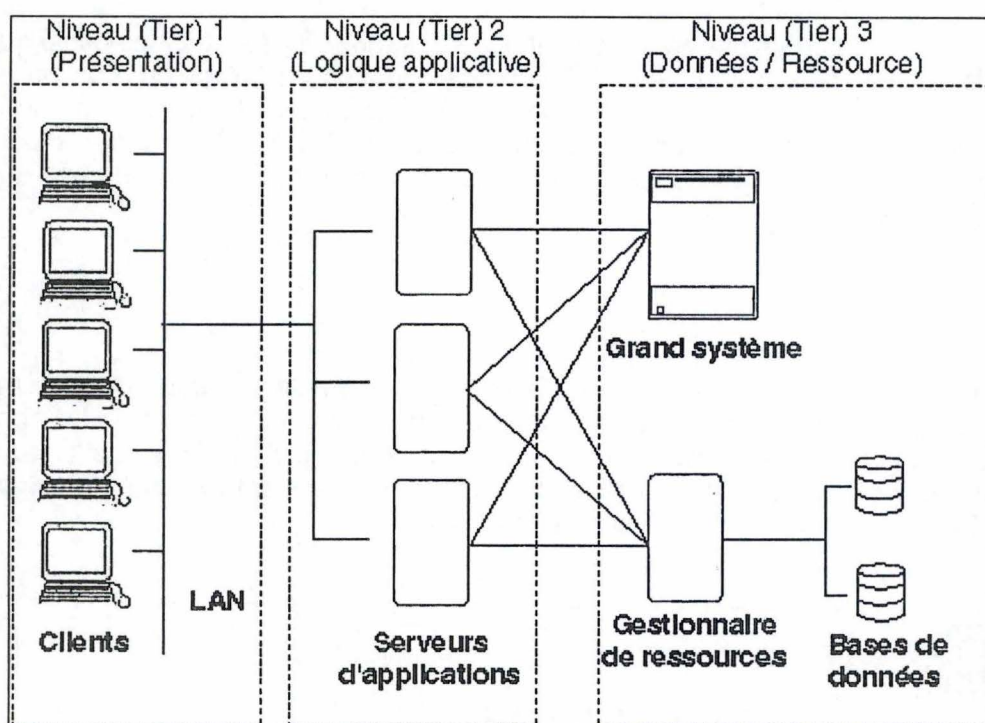 Niveau (Tier) 1
(Présentation)
Niveau (Tier) 2
(Logique applicative)
Niveau (Tier) 3
(Données / Ressource)
Clients
LAN
Serveurs
d'applications
Grand système
Gestionnaire
de ressources
Bases de
données